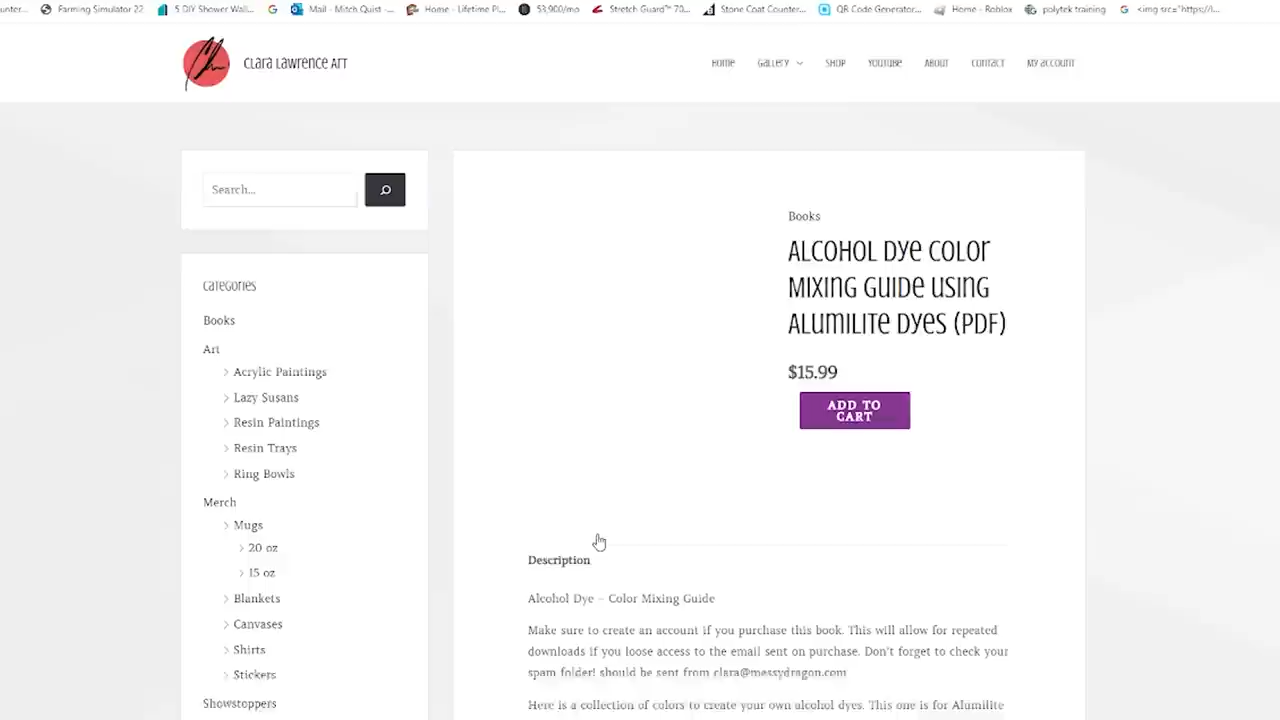 unter...
Farming Simulator 22
5 DIY Shower Wall...
Mail - Mitch Quist -...
Home - Lifetime Pl...
53,900/mo
Stretch Guard™ 70...
Stone Coat Counter...
QR Code Generator...
Home - Roblox
polytek training
<img src="https://l...
Clara Lawrence Art
Home
Gallery
Shop
Youtube
About
Contact
My account
Search...
Categories
Books
Art
Acrylic Paintings
Lazy Susans
Resin Paintings
Resin Trays
Ring Bowls
Merch
Mugs
20 oz
15 oz
Blankets
Canvases
Shirts
Stickers
Showstoppers
Books
Alcohol Dye Color
Mixing Guide using
Alumilite Dyes (PDF)
$15.99
ADD TO
CART
Description
Alcohol Dye – Color Mixing Guide
Make sure to create an account if you purchase this book. This will allow for repeated
downloads if you loose access to the email sent on purchase. Don't forget to check your
spam folder! should be sent from clara@messydragon.com
Here is a collection of colors to create your own alcohol dyes. This one is for Alumilite